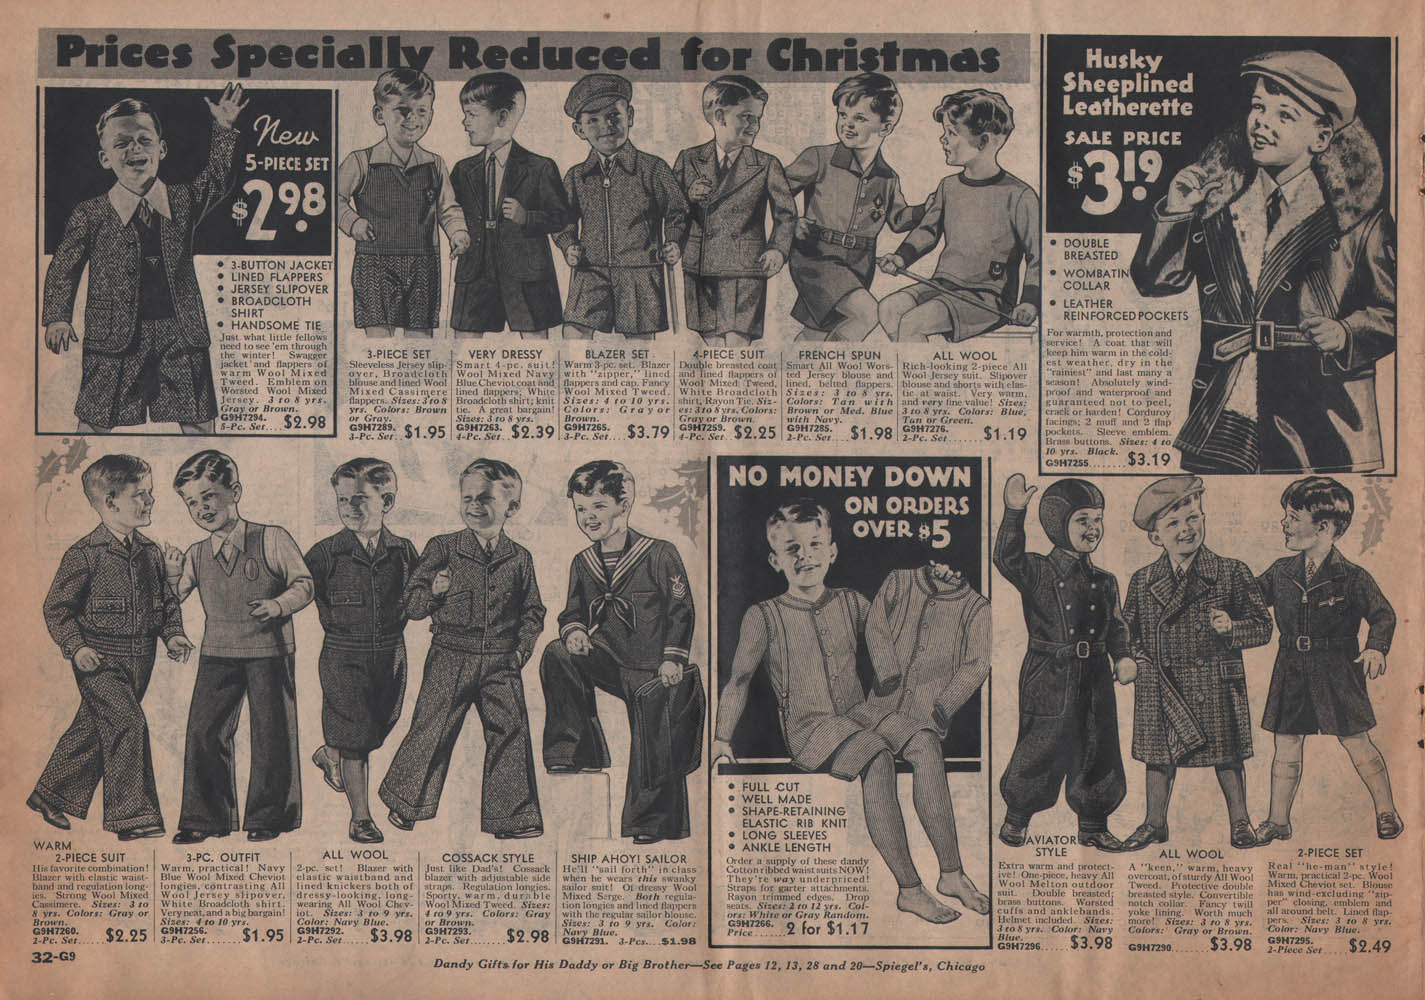 Prices Specially Reduced for Christmas
New
5-PIECE SET
$2.98
• 3-BUTTON JACKET
• LINED FLAPPERS
• JERSEY SLIPOVER
• BROADCLOTH
SHIRT
• HANDSOME TIE
Just what little fellows
need to see 'em through
the winter! Swagger
jacket and flappers of
warm Wool Mixed
Tweed. Emblem on
Worsted Wool Mixed
Jersey. 3 to 8 yrs.
Gray or Brown.
G9H7294.
5-Pc. Set.... $2.98
3-PIECE SET
Sleeveless Jersey slip-
over, Broadcloth
blouse and lined Wool
Mixed Cassimere
flappers. Sizes: 3 to 8
yrs. Colors: Brown
or Gray.
G9H7289.
3-Pc. Set.. $1.95
VERY DRESSY
Smart 4-pc. suit!
Wool Mixed Navy
Blue Cheviot coat and
lined flappers; White
Broadcloth shirt; knit
tie. A great bargain!
Sizes: 3 to 8 yrs.
G9H7263.
4-Pc. Set.... $2.39
BLAZER SET
Warm 3-pc. set. Blazer
with "zipper," lined
flappers and cap. Fancy
Wool Mixed Tweed.
Sizes: 4 to 10 yrs.
Colors: Gray or
Brown.
G9H7265.
3-Pc. Set.... $3.79
4-PIECE SUIT
Double breasted coat
and lined flappers of
Wool Mixed Tweed,
White Broadcloth
shirt, Rayon Tie. Siz-
es: 3 to 8 yrs. Colors:
Gray or Brown.
G9H7259.
4-Pc. Set... $2.25
FRENCH SPUN
Smart All Wool Wors-
ted Jersey blouse and
lined, belted flappers.
Sizes: 3 to 8 yrs.
Colors: Tan with
Brown or Med. Blue
with Navy.
G9H7285.
2-Pc. Set.... $1.98
ALL WOOL
Rich-looking 2-piece All
Wool Jersey suit. Slipover
blouse and shorts with elas-
tic at waist. Very warm,
and very fine value! Sizes:
3 to 8 yrs. Colors: Blue,
Tan or Green.
G9H7276.
2-Pc. Set...... $1.19
Husky
Sheeplined
Leatherette
SALE PRICE
$3.19
• DOUBLE
BREASTED
• WOMBATIN
COLLAR
• LEATHER
REINFORCED POCKETS
For warmth, protection and
service! A coat that will
keep him warm in the cold-
est weather, dry in the
"rainiest" and last many a
season! Absolutely wind-
proof and waterproof and
guaranteed not to peel,
crack or harden! Corduroy
facings; 2 muff and 2 flap
pockets. Sleeve emblem.
Brass buttons. Sizes: 4 to
10 yrs. Black.
G9H7255........ $3.19
WARM
2-PIECE SUIT
His favorite combination!
Blazer with elastic waist-
band and regulation long-
ies. Strong Wool Mixed
Cassimere. Sizes: 3 to
8 yrs. Colors: Gray or
Brown.
G9H7260.
2-Pc. Set...... $2.25
3-PC. OUTFIT
Warm, practical! Navy
Blue Wool Mixed Cheviot
longies, contrasting All
Wool Jersey slipover,
White Broadcloth shirt.
Very neat, and a big bargain!
Sizes: 4 to 10 yrs.
G9H7256.
3-Pc. Set...... $1.95
ALL WOOL
2-pc. set! Blazer with
elastic waistband and
lined knickers both of
dressy-looking, long-
wearing All Wool Chev-
iot. Sizes: 3 to 9 yrs.
Color: Navy Blue.
G9H7292.
2-Pc. Set.... $3.98
COSSACK STYLE
Just like Dad's! Cossack
blazer with adjustable side
straps. Regulation longies.
Sporty, warm, durable
Wool Mixed Tweed. Sizes:
4 to 9 yrs. Colors: Gray
or Brown.
G9H7293.
2-Pc. Set...... $2.98
SHIP AHOY! SAILOR
He'll "sail forth" in class
when he wears this swanky
sailor suit! Of dressy Wool
Mixed Serge. Both regula-
tion longies and lined flappers
with the regular sailor blouse.
Sizes: 3 to 9 yrs. Color:
Navy Blue.
G9H7291. 3-Pcs....$1.98
NO MONEY DOWN
ON ORDERS
OVER $5
• FULL CUT
• WELL MADE
• SHAPE-RETAINING
ELASTIC RIB KNIT
• LONG SLEEVES
• ANKLE LENGTH
Order a supply of these dandy
Cotton ribbed waist suits NOW!
They're way underpriced!
Straps for garter attachments.
Rayon trimmed edges. Drop
seats. Sizes: 2 to 12 yrs. Col-
ors: White or Gray Random.
G9H7266.
Price........ 2 for $1.17
AVIATOR
STYLE
Extra warm and protect-
ive! One-piece, heavy All
Wool Melton outdoor
suit. Double breasted;
brass buttons. Worsted
cuffs and anklebands.
Helmet included. Sizes:
3 to 8 yrs. Color: Navy
Blue.
G9H7296...... $3.98
ALL WOOL
A "keen," warm, heavy
overcoat of sturdy All Wool
Tweed. Protective double
breasted style. Convertible
notch collar. Fancy twill
yoke lining. Worth much
more! Sizes: 3 to 8 yrs.
Colors: Gray or Brown.
G9H7290........ $3.98
2-PIECE SET
Real "he-man" style!
Warm, practical 2-pc. Wool
Mixed Cheviot set. Blouse
has wind-excluding "zip-
per" closing, emblem and
all around belt. Lined flap-
pers. Sizes: 3 to 8 yrs.
Color: Navy Blue.
G9H7295.
2-Piece Set..... $2.49
32-G9
Dandy Gifts for His Daddy or Big Brother—See Pages 12, 13, 28 and 20—Spiegel's, Chicago